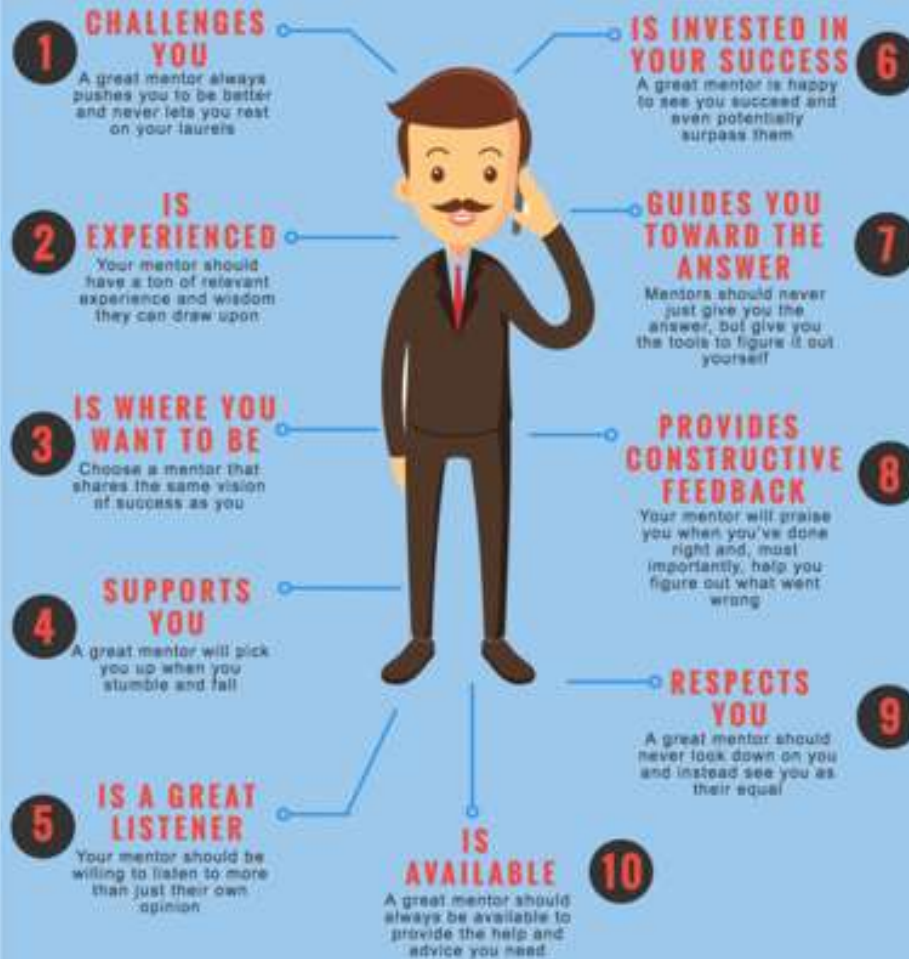 1
CHALLENGES
YOU
A great mentor always
pushes you to be better
and never lets you rest
on your laurels
2
IS
EXPERIENCED
Your mentor should
have a ton of relevant
experience and wisdom
they can draw upon
3
IS WHERE YOU
WANT TO BE
Choose a mentor that
shares the same vision
of success as you
4
SUPPORTS
YOU
A great mentor will pick
you up when you
stumble and fall
5
IS A GREAT
LISTENER
Your mentor should be
willing to listen to more
than just their own
opinion
6
IS INVESTED IN
YOUR SUCCESS
A great mentor is happy
to see you succeed and
even potentially
surpass them
7
GUIDES YOU
TOWARD THE
ANSWER
Mentors should never
just give you the
answer, but give you
the tools to figure it out
yourself
8
PROVIDES
CONSTRUCTIVE
FEEDBACK
Your mentor will praise
you when you've done
right and, most
importantly, help you
figure out what went
wrong
9
RESPECTS
YOU
A great mentor should
never look down on you
and instead see you as
their equal
10
IS
AVAILABLE
A great mentor should
always be available to
provide the help and
advice you need